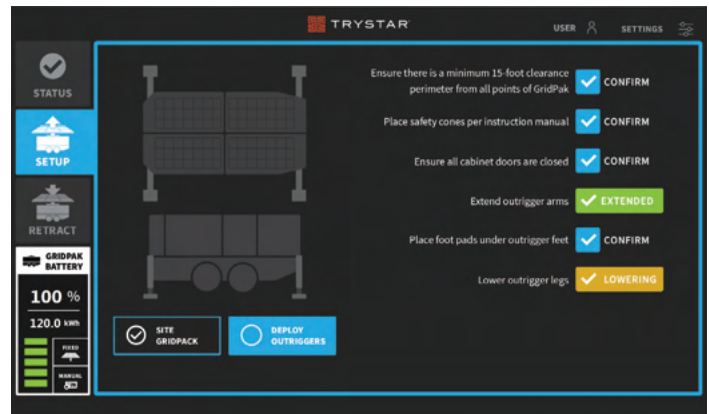 TRYSTAR
USER
SETTINGS
STATUS
SETUP
RETRACT
GRIDPAK
BATTERY
100 %
120.0 kWh
FIXED
MANUAL
Ensure there is a minimum 15-foot clearance
perimeter from all points of GridPak
CONFIRM
Place safety cones per instruction manual
CONFIRM
Ensure all cabinet doors are closed
CONFIRM
Extend outrigger arms
EXTENDED
Place foot pads under outrigger feet
CONFIRM
Lower outrigger legs
LOWERING
SITE
GRIDPACK
DEPLOY
OUTRIGGERS